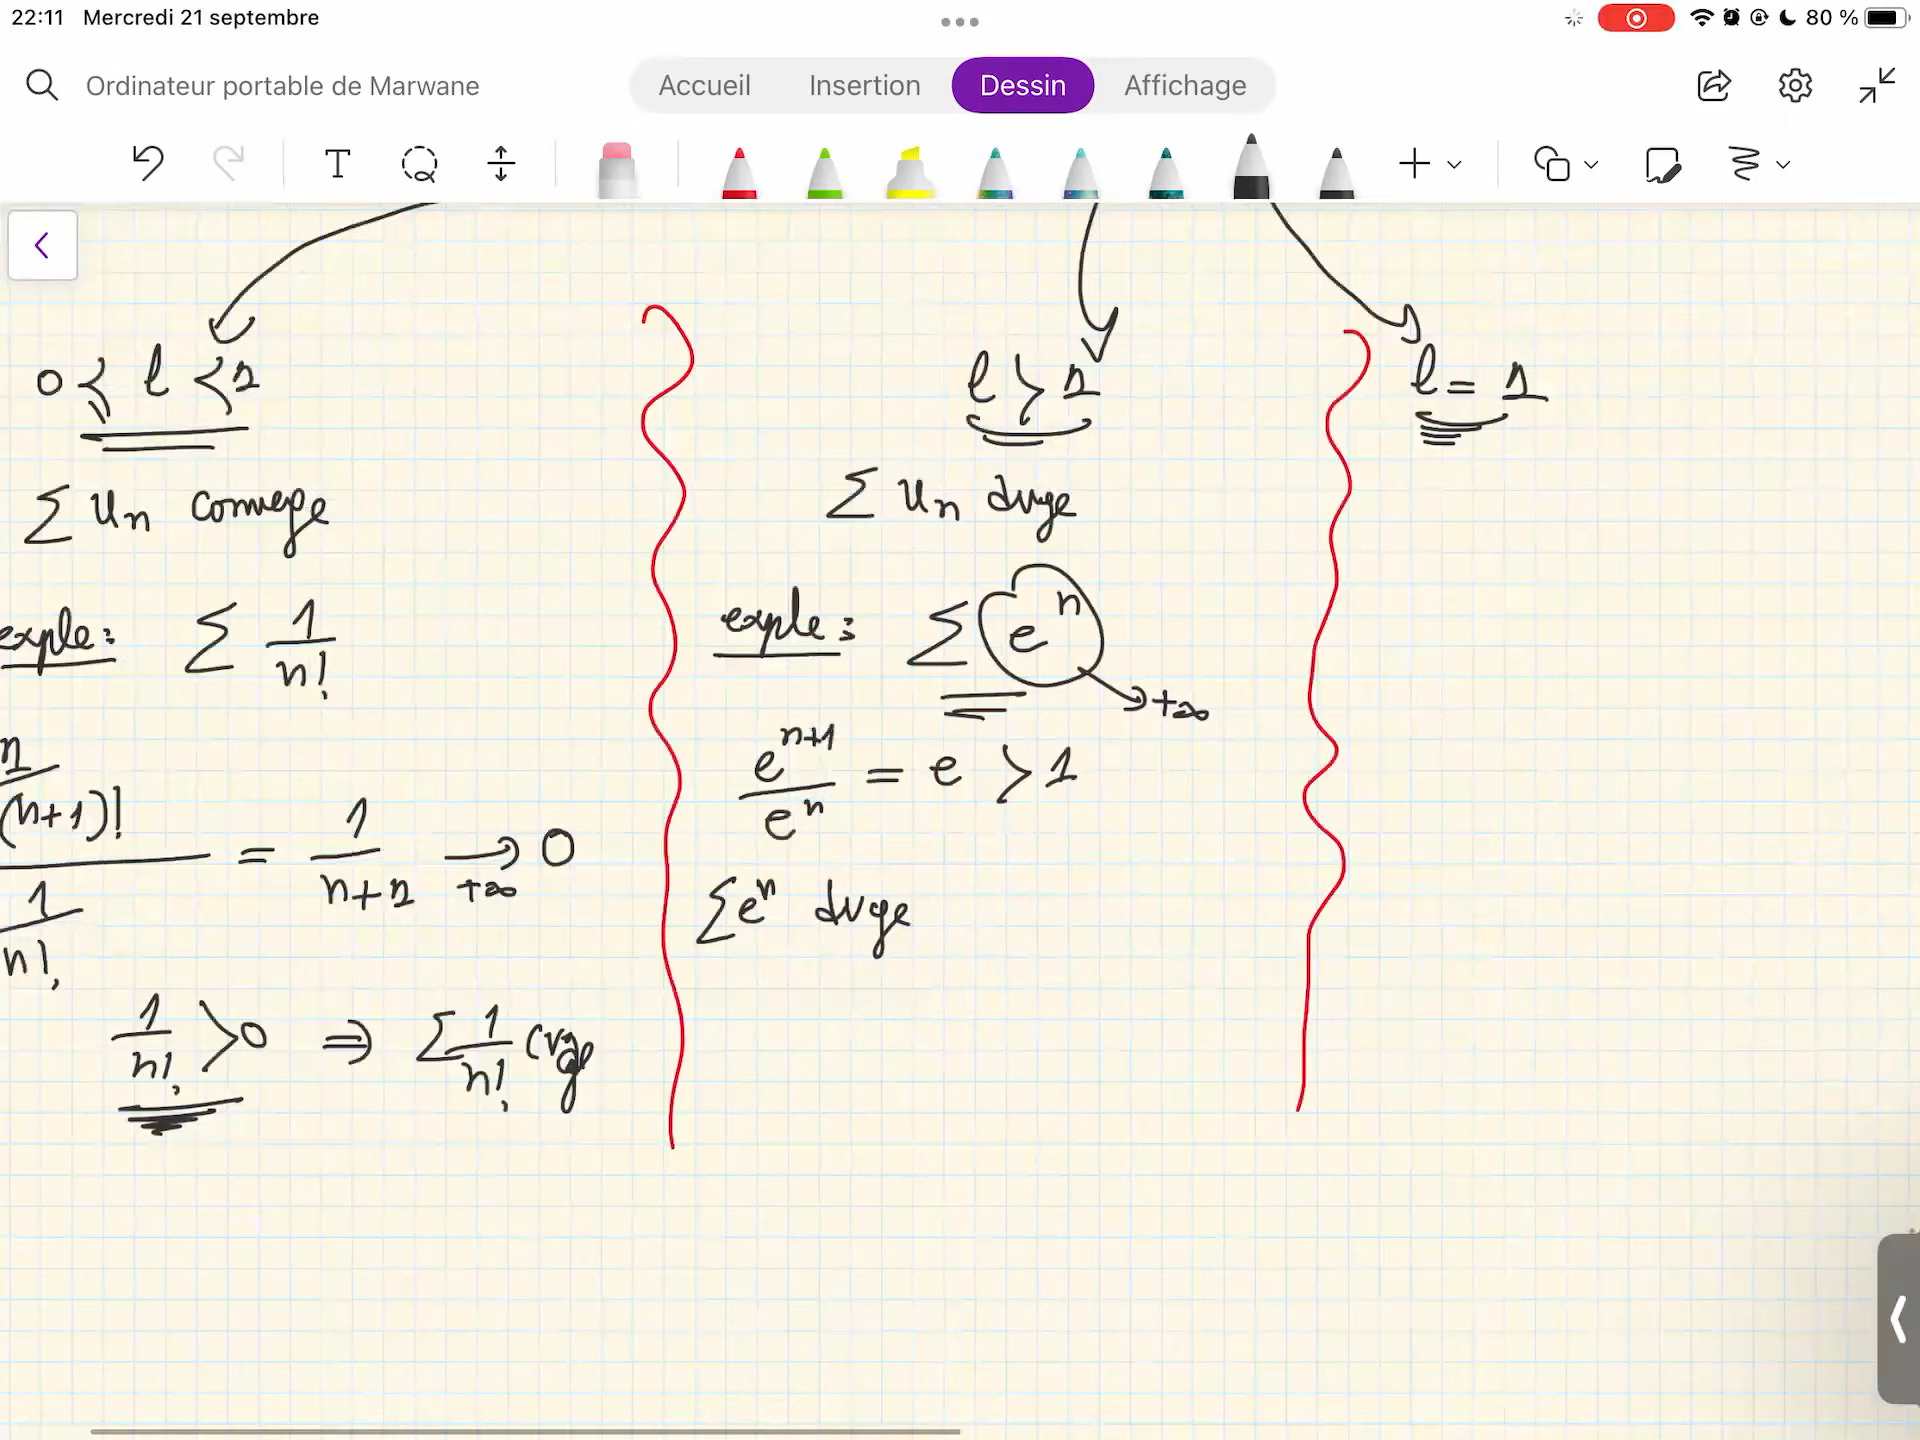 22:11 Mercredi 21 septembre 80 %
Ordinateur portable de Marwane Accueil Insertion Dessin Affichage
T
0 ⩽ l < 1
l > 1
l = 1
∑ Un converge
exple: ∑ 1/n!
1/(n+1)! / 1/n! = 1/n+1 → 0
+∞
1/n! > 0 ⇒ ∑ 1/n! cvge
∑ Un dvge
exple: ∑ e^n → +∞
e^n+1/e^n = e > 1
∑e^n dvge